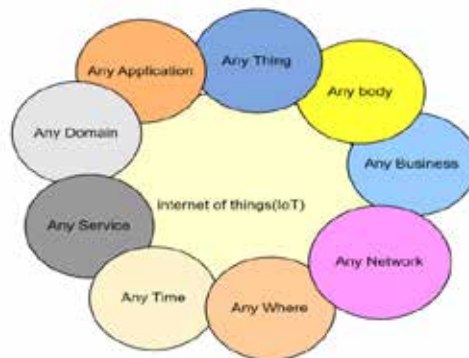 Any Thing
Any Application
Any body
Any Domain
Any Business
internet of things(IoT)
Any Service
Any Network
Any Time
Any Where